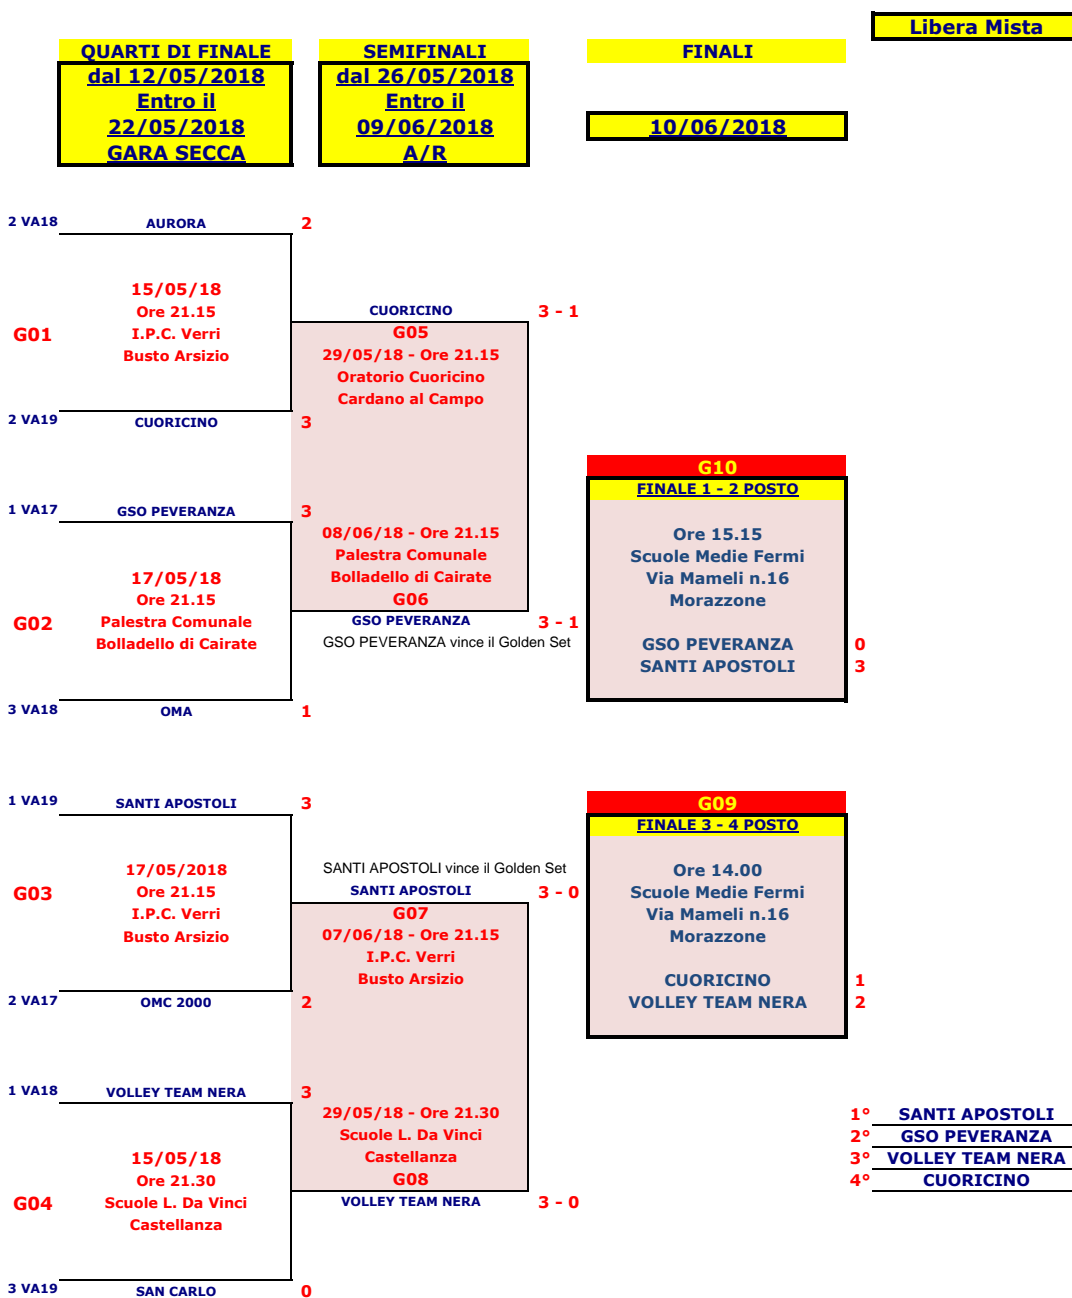 Libera Mista
QUARTI DI FINALE
dal 12/05/2018
Entro il
22/05/2018
GARA SECCA
SEMIFINALI
dal 26/05/2018
Entro il
09/06/2018
A/R
FINALI
10/06/2018
2 VA18 AURORA 2
G01
15/05/18
Ore 21.15
I.P.C. Verri
Busto Arsizio
2 VA19 CUORICINO 3
1 VA17 GSO PEVERANZA 3
G02
17/05/18
Ore 21.15
Palestra Comunale
Bolladello di Cairate
3 VA18 OMA 1
CUORICINO 3 - 1
G05
29/05/18 - Ore 21.15
Oratorio Cuoricino
Cardano al Campo
08/06/18 - Ore 21.15
Palestra Comunale
Bolladello di Cairate
G06
GSO PEVERANZA 3 - 1
GSO PEVERANZA vince il Golden Set
G10
FINALE 1 - 2 POSTO
Ore 15.15
Scuole Medie Fermi
Via Mameli n.16
Morazzone
GSO PEVERANZA 0
SANTI APOSTOLI 3
1 VA19 SANTI APOSTOLI 3
G03
17/05/2018
Ore 21.15
I.P.C. Verri
Busto Arsizio
2 VA17 OMC 2000 2
1 VA18 VOLLEY TEAM NERA 3
G04
15/05/18
Ore 21.30
Scuole L. Da Vinci
Castellanza
3 VA19 SAN CARLO 0
SANTI APOSTOLI vince il Golden Set
SANTI APOSTOLI 3 - 0
G07
07/06/18 - Ore 21.15
I.P.C. Verri
Busto Arsizio
29/05/18 - Ore 21.30
Scuole L. Da Vinci
Castellanza
G08
VOLLEY TEAM NERA 3 - 0
G09
FINALE 3 - 4 POSTO
Ore 14.00
Scuole Medie Fermi
Via Mameli n.16
Morazzone
CUORICINO 1
VOLLEY TEAM NERA 2
1° SANTI APOSTOLI
2° GSO PEVERANZA
3° VOLLEY TEAM NERA
4° CUORICINO